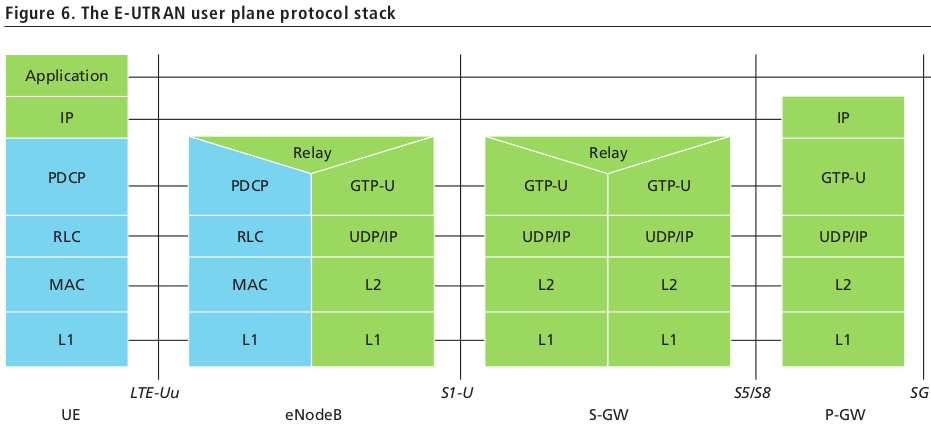 Figure 6. The E-UTRAN user plane protocol stack
Application
IP
IP
Relay
Relay
PDCP
PDCP
GTP-U
GTP-U
GTP-U
GTP-U
RLC
RLC
UDP/IP
UDP/IP
UDP/IP
UDP/IP
MAC
MAC
L2
L2
L2
L2
L1
L1
L1
L1
L1
L1
LTE-Uu
S1-U
S5/S8
SG
UE
eNodeB
S-GW
P-GW